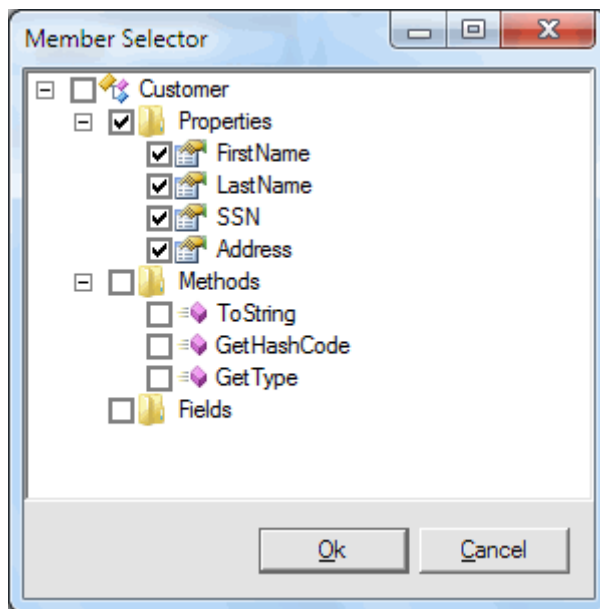 Member Selector
Customer
Properties
FirstName
LastName
SSN
Address
Methods
ToString
GetHashCode
GetType
Fields
Ok Cancel